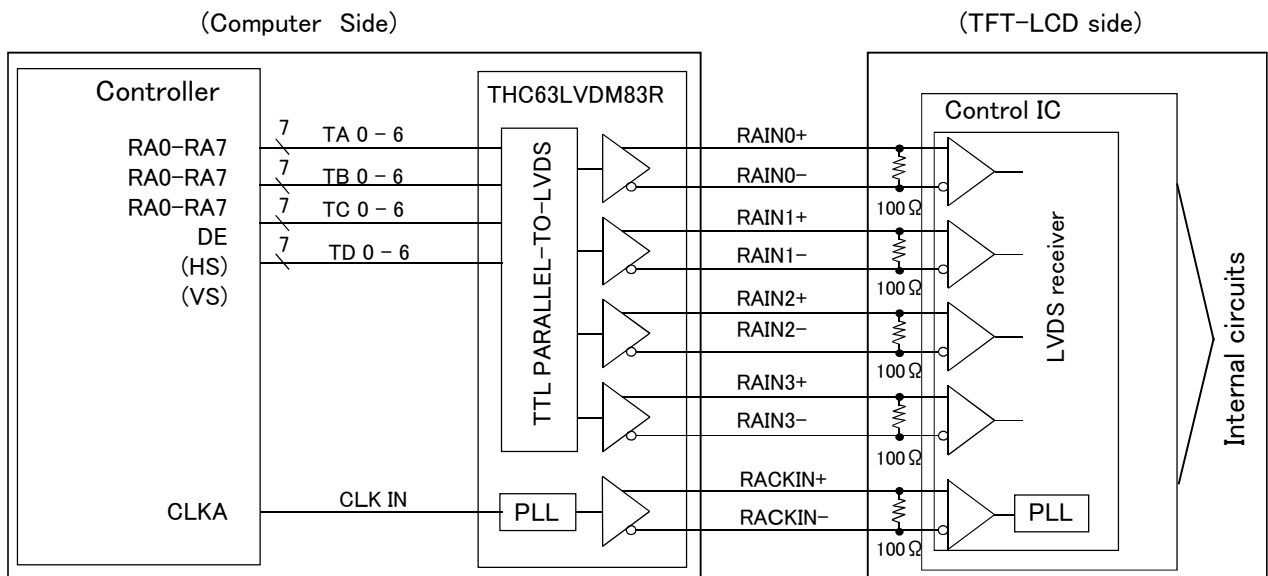 (Computer Side)
(TFT-LCD side)
Controller
RA0-RA7
RA0-RA7
RA0-RA7
DE
(HS)
(VS)
CLKA
7
TA 0 - 6
7
TB 0 - 6
7
TC 0 - 6
7
TD 0 - 6
CLK IN
THC63LVDM83R
TTL PARALLEL-TO-LVDS
PLL
RAIN0+
RAIN0-
RAIN1+
RAIN1-
RAIN2+
RAIN2-
RAIN3+
RAIN3-
RACKIN+
RACKIN-
100Ω
100Ω
100Ω
100Ω
100Ω
Control IC
LVDS receiver
PLL
Internal circuits